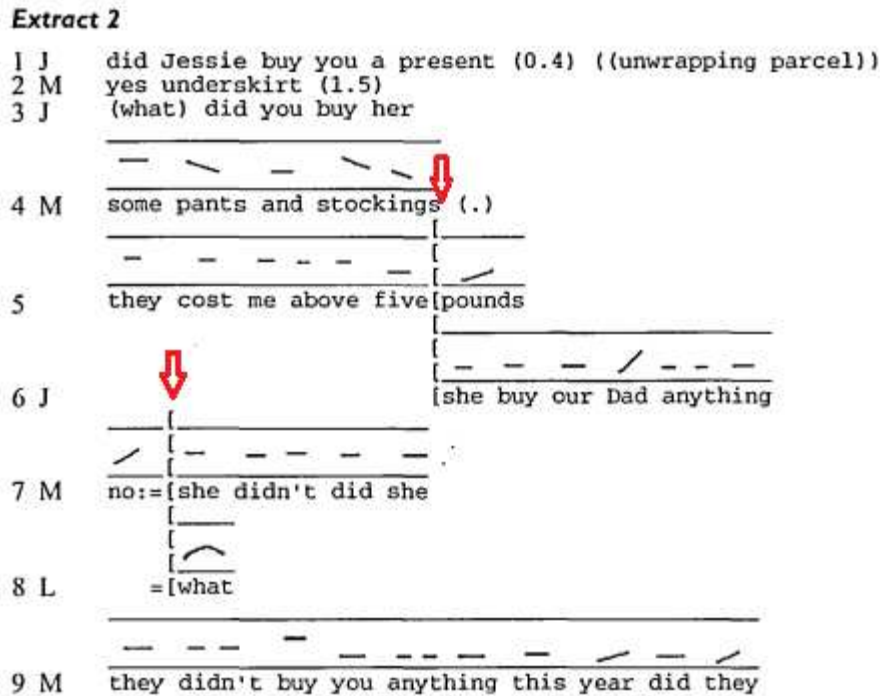 Extract 2
1 J did Jessie buy you a present (0.4) ((unwrapping parcel))
2 M yes underskirt (1.5)
3 J (what) did you buy her
4 M some pants and stockings (.)
5 they cost me above five[pounds
6 J [she buy our Dad anything
7 M no:=[she didn't did she
8 L =[what
9 M they didn't buy you anything this year did they